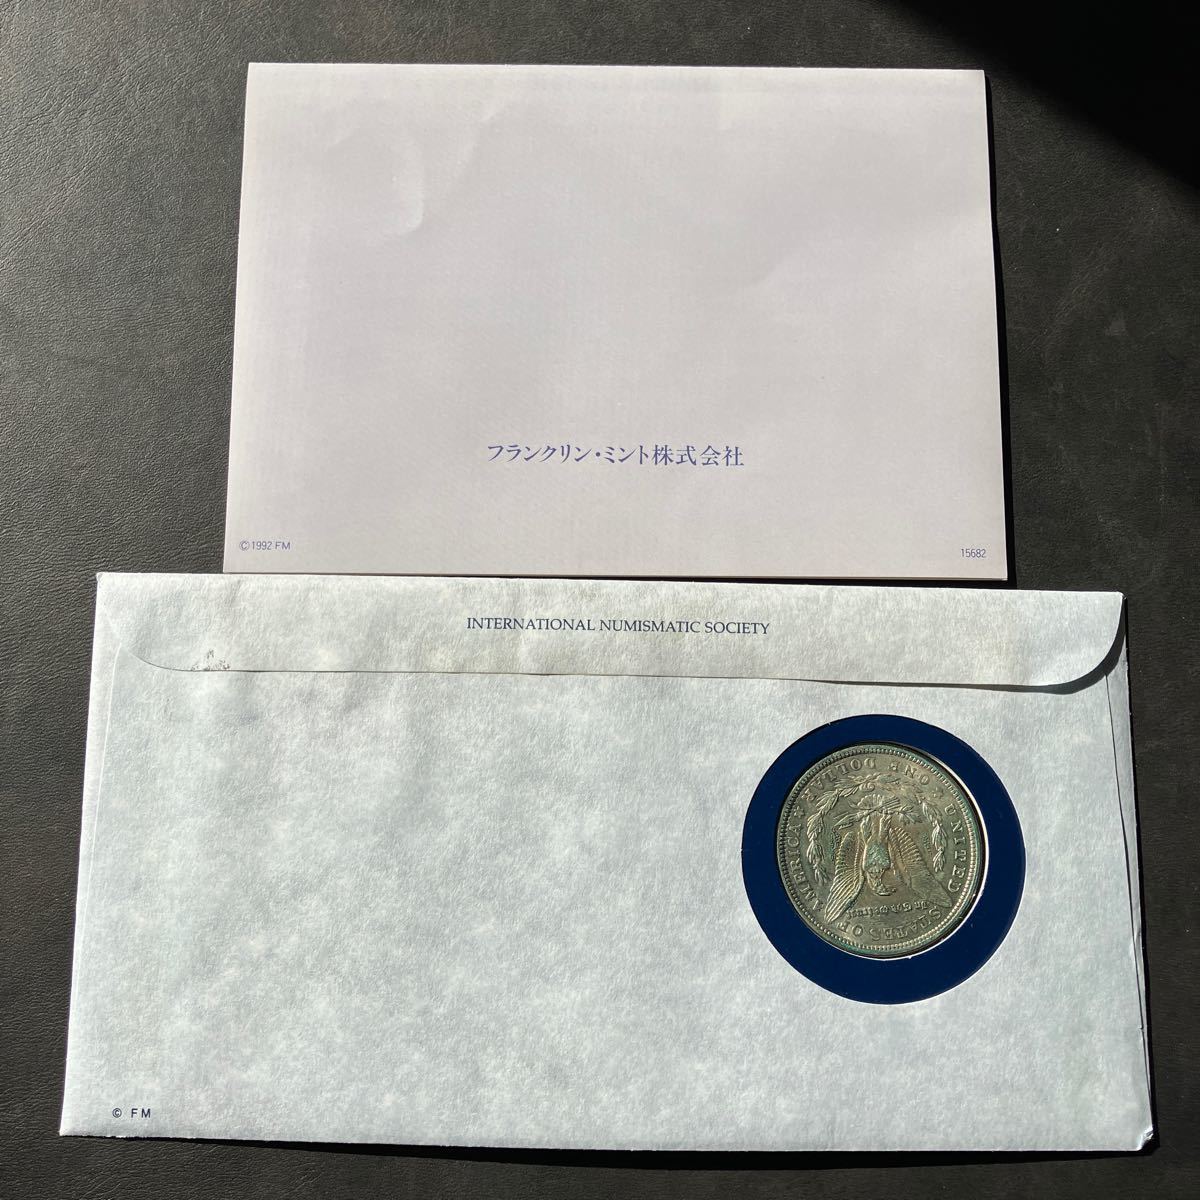 フランクリン・ミント株式会社
©1992 FM
15682
INTERNATIONAL NUMISMATIC SOCIETY
UNITED STATES OF AMERICA
In God we trust
ONE DOLLAR
© FM